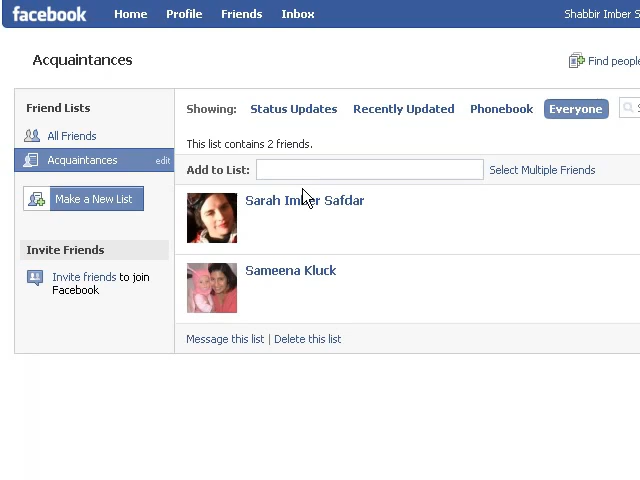 facebook Home Profile Friends Inbox Shabbir Imber S
Acquaintances
Find people
Friend Lists
All Friends
Acquaintances edit
Make a New List
Invite Friends
Invite friends to join
Facebook
Showing: Status Updates Recently Updated Phonebook Everyone S
This list contains 2 friends.
Add to List: Select Multiple Friends
Sarah Imber Safdar
Sameena Kluck
Message this list | Delete this list